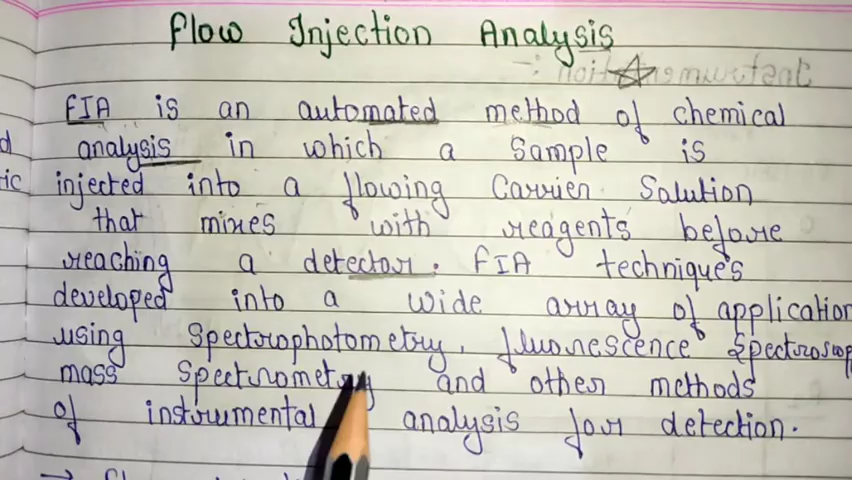 Flow Injection Analysis
Instrumentation :-
FIA is an automated method of chemical
analysis in which a Sample is
injected into a flowing Carrier Solution
that mixes with reagents before
reaching a detector. FIA techniques
developed into a wide array of application
using Spectrophotometry, fluorescence Spectroscop
mass Spectrometry and other methods
of instrumental analysis for detection.